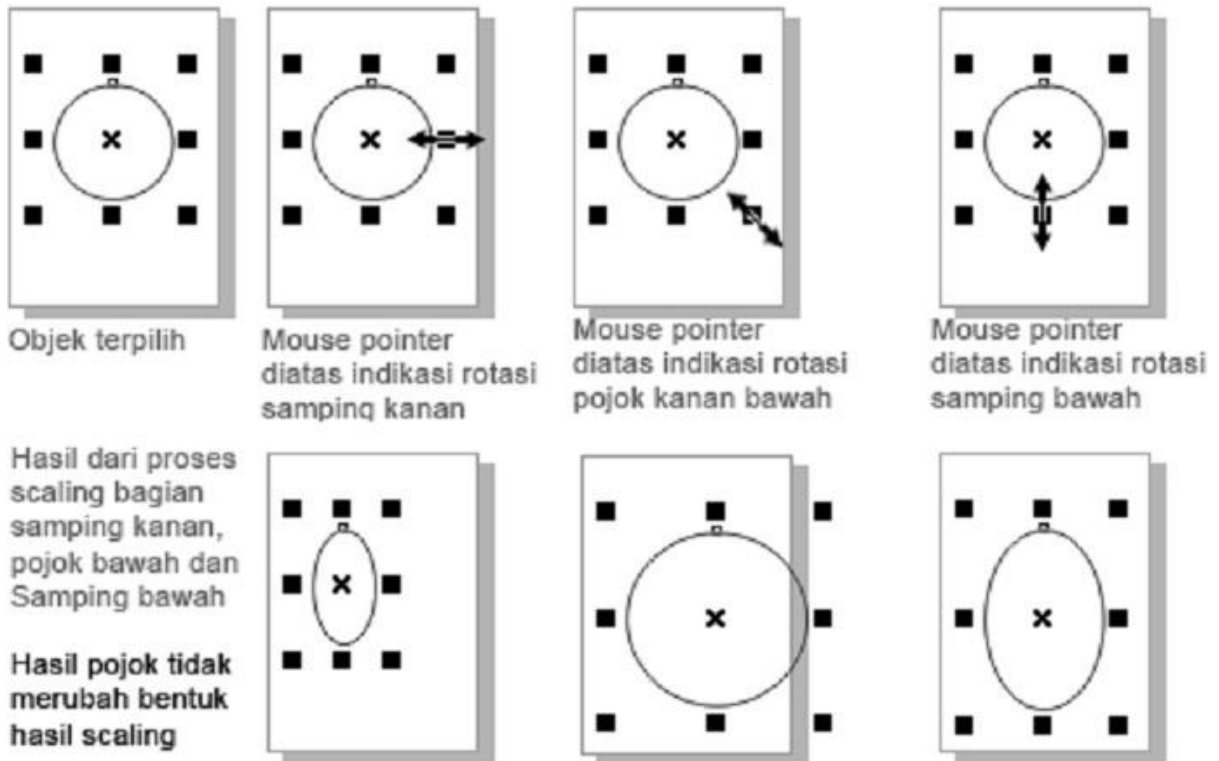 Objek terpilih
Mouse pointer
diatas indikasi rotasi
samping kanan
Mouse pointer
diatas indikasi rotasi
pojok kanan bawah
Mouse pointer
diatas indikasi rotasi
samping bawah
Hasil dari proses
scaling bagian
samping kanan,
pojok bawah dan
Samping bawah
Hasil pojok tidak
merubah bentuk
hasil scaling